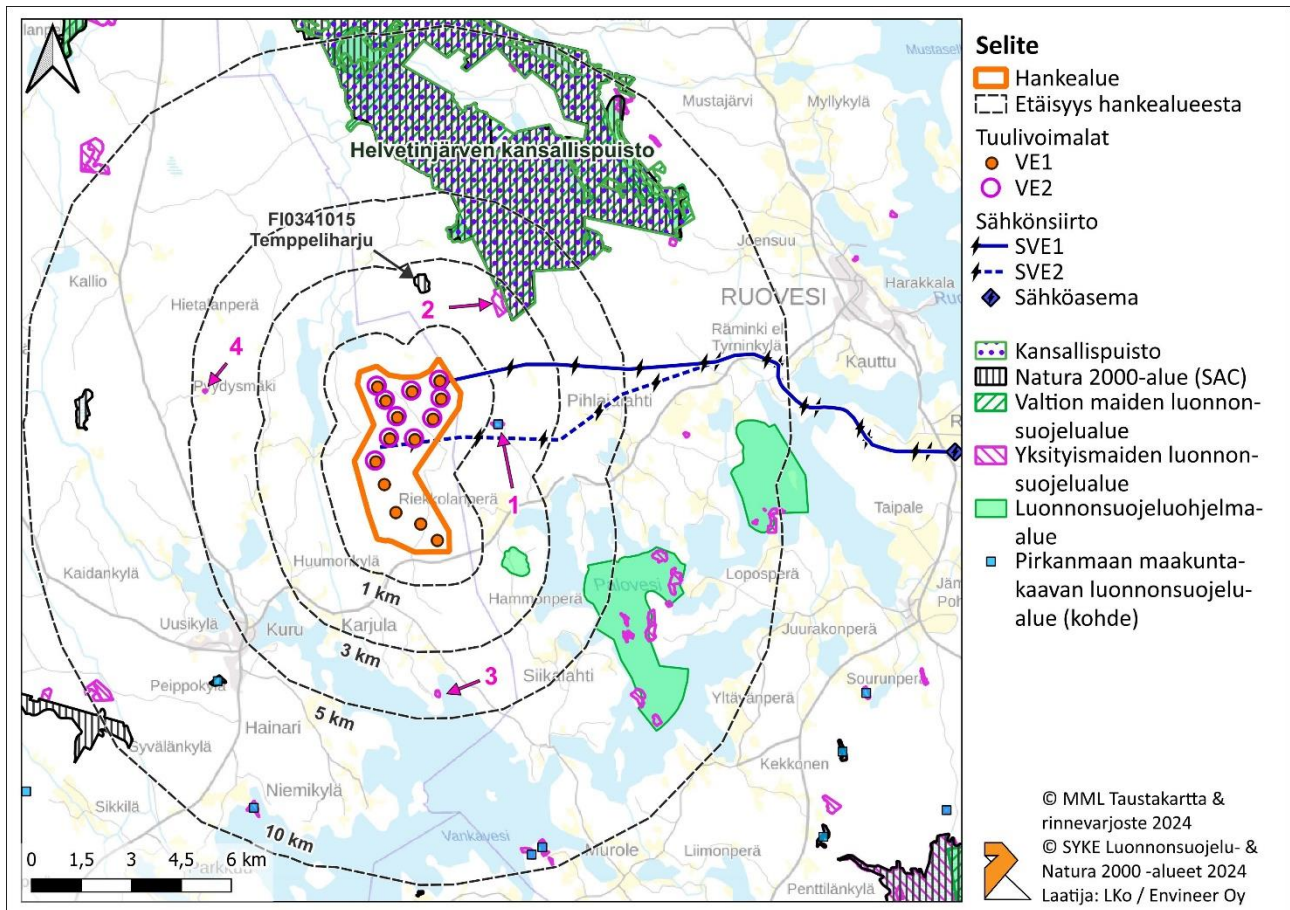 Mustajärvi
Myllykylä
Helvetinjärven kansallispuisto
FI0341015
Temppeliharju
Joensuu
Kallio
Hietalanperä
2
RUOVESI
Harakkala
Räminki el
Tyrninkylä
Kauttu
4
Pyydysmäki
Pihlajalahti
1
Riekkolanperä
Taipale
Huumonkylä
Kaidankylä
1 km
Hammonperä
Palovesi
Loposperä
Uusikylä
Kuru
Karjula
Juurakonperä
3 km
Siikalahti
3
Sourunperä
Peippokylä
Yltävänperä
5 km
Hainari
Syvälänkylä
Kekkonen
Niemikylä
Sikkilä
10 km
Vankavesi
Murole
Liimonperä
Parkkuu
Penttilänkylä
0 1,5 3 4,5 6 km
Selite
Hankealue
Etäisyys hankealueesta
Tuulivoimalat
VE1
VE2
Sähkönsiirto
SVE1
SVE2
Sähköasema
Kansallispuisto
Natura 2000-alue (SAC)
Valtion maiden luonnon-
suojelualue
Yksityismaiden luonnon-
suojelualue
Luonnonsuojeluohjelma-
alue
Pirkanmaan maakunta-
kaavan luonnonsuojelu-
alue (kohde)
© MML Taustakartta &
rinnevarjoste 2024
© SYKE Luonnonsuojelu- &
Natura 2000 -alueet 2024
Laatija: LKo / Envineer Oy